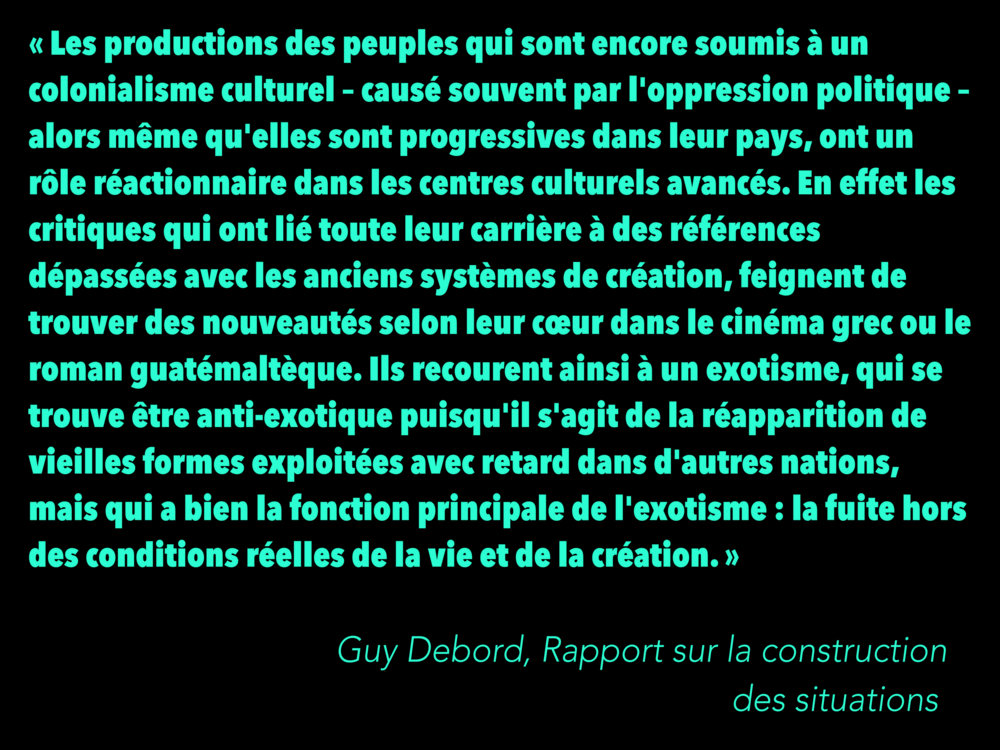 « Les productions des peuples qui sont encore soumis à un
colonialisme culturel – causé souvent par l'oppression politique –
alors même qu'elles sont progressives dans leur pays, ont un
rôle réactionnaire dans les centres culturels avancés. En effet les
critiques qui ont lié toute leur carrière à des références
dépassées avec les anciens systèmes de création, feignent de
trouver des nouveautés selon leur cœur dans le cinéma grec ou le
roman guatémaltèque. Ils recourent ainsi à un exotisme, qui se
trouve être anti-exotique puisqu'il s'agit de la réapparition de
vieilles formes exploitées avec retard dans d'autres nations,
mais qui a bien la fonction principale de l'exotisme : la fuite hors
des conditions réelles de la vie et de la création. »
Guy Debord, Rapport sur la construction
des situations